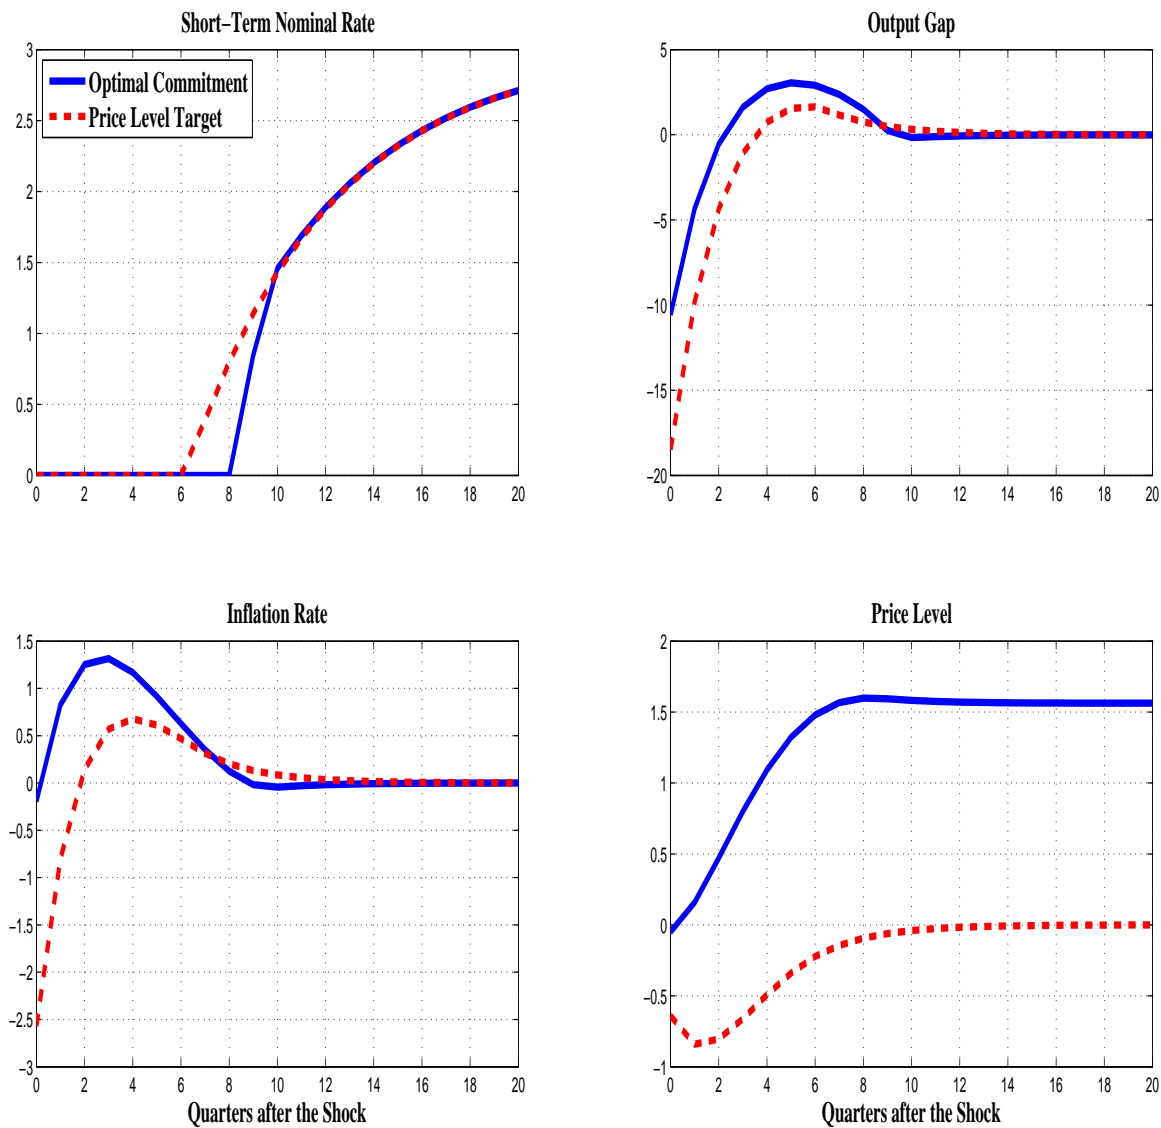 Short-Term Nominal Rate
3
2.5
2
1.5
1
0.5
0
Optimal Commitment
Price Level Target
0 2 4 6 8 10 12 14 16 18 20
Output Gap
5
0
-5
-10
-15
-20
0 2 4 6 8 10 12 14 16 18 20
Inflation Rate
1.5
1
0.5
0
-0.5
-1
-1.5
-2
-2.5
-3
0 2 4 6 8 10 12 14 16 18 20
Quarters after the Shock
Price Level
2
1.5
1
0.5
0
-0.5
-1
0 2 4 6 8 10 12 14 16 18 20
Quarters after the Shock